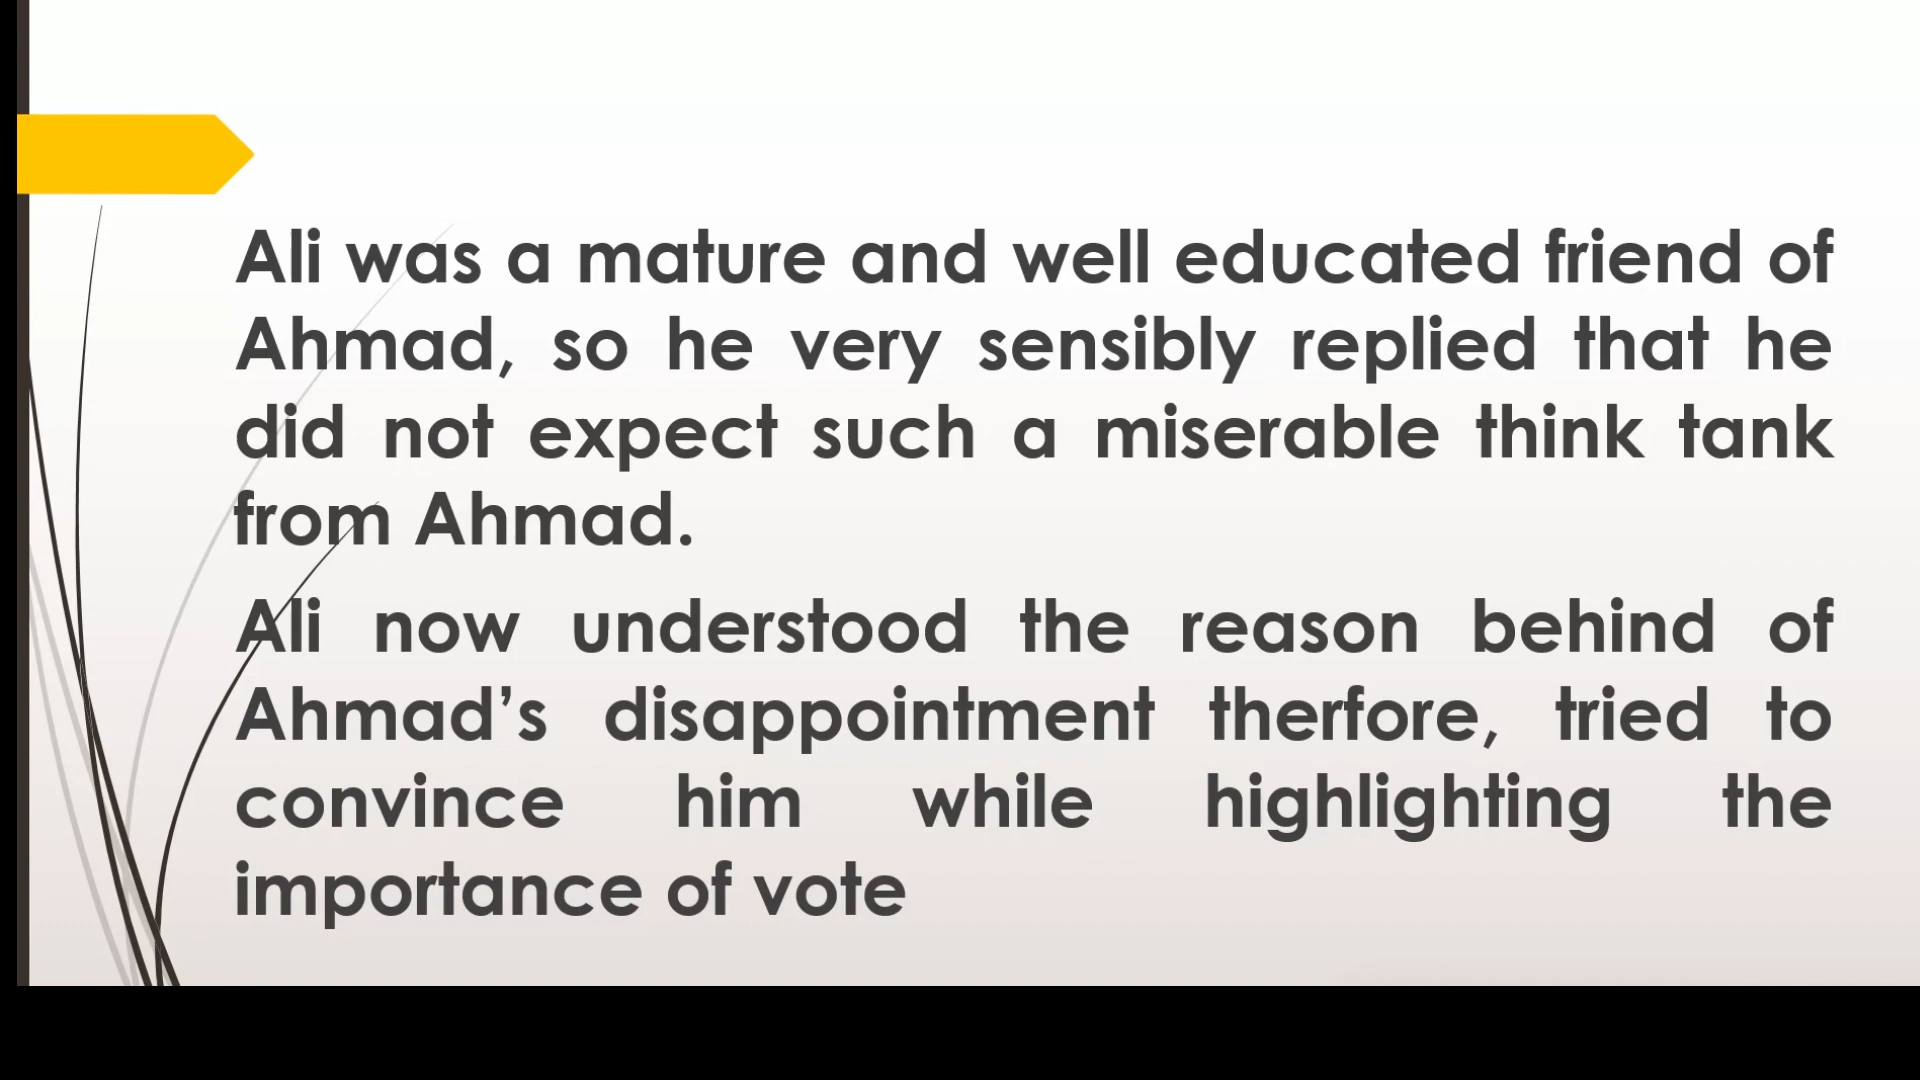 Ali was a mature and well educated friend of
Ahmad, so he very sensibly replied that he
did not expect such a miserable think tank
from Ahmad.
Ali now understood the reason behind of
Ahmad’s disappointment therfore, tried to
convince him while highlighting the
importance of vote